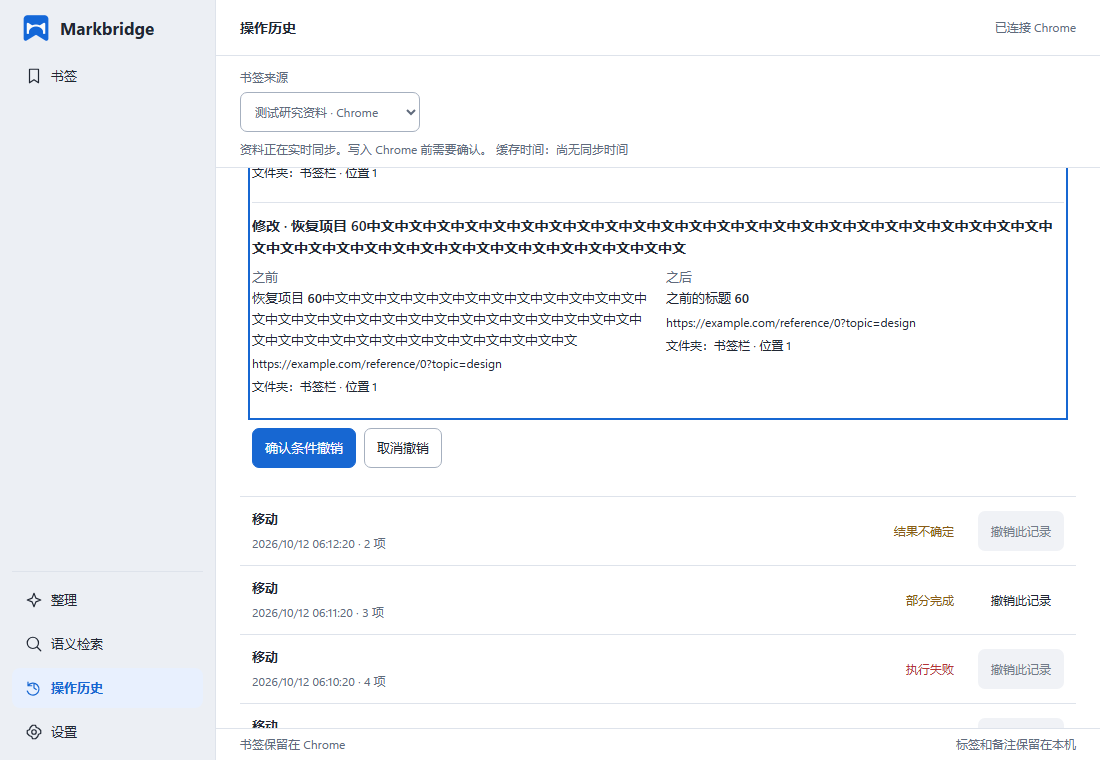 Markbridge
书签
操作历史
已连接 Chrome
书签来源
测试研究资料 · Chrome
资料正在实时同步。写入 Chrome 前需要确认。 缓存时间：尚无同步时间
文件夹：书签栏 · 位置 1
修改 · 恢复项目 60中文中文中文中文中文中文中文中文中文中文中文中文中文中文中文中文中文中文中文中文中文中文中文中文中
文中文中文中文中文中文中文中文中文中文中文中文中文中文中文中文
之前
恢复项目 60中文中文中文中文中文中文中文中文中文中文中文中文中
文中文中文中文中文中文中文中文中文中文中文中文中文中文中文中
文中文中文中文中文中文中文中文中文中文中文中文中文
https://example.com/reference/0?topic=design
文件夹：书签栏 · 位置 1
之后
之前的标题 60
https://example.com/reference/0?topic=design
文件夹：书签栏 · 位置 1
确认条件撤销
取消撤销
移动
2026/10/12 06:12:20 · 2 项
结果不确定
撤销此记录
移动
2026/10/12 06:11:20 · 3 项
部分完成
撤销此记录
移动
2026/10/12 06:10:20 · 4 项
执行失败
撤销此记录
移动
整理
语义检索
操作历史
设置
书签保留在 Chrome
标签和备注保留在本机